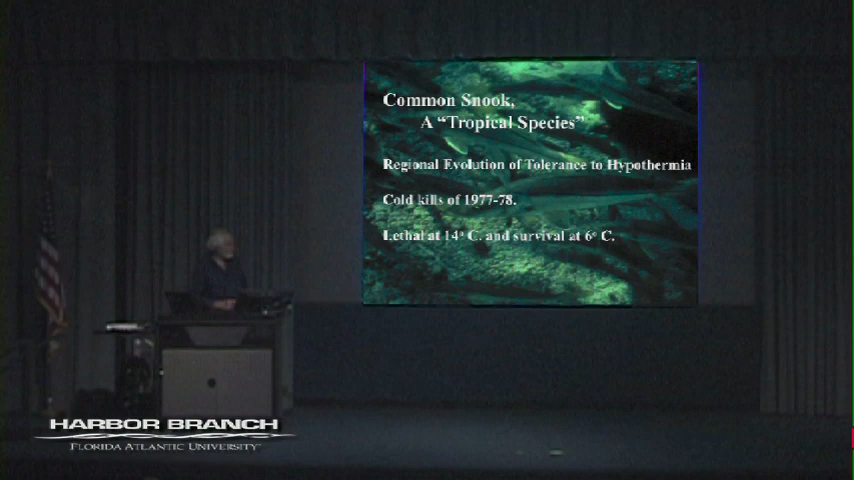 Common Snook,
A “Tropical Species”
Regional Evolution of Tolerance to Hypothermia
Cold kills of 1977-78.
Lethal at 14° C. and survival at 6° C.
HARBOR BRANCH
FLORIDA ATLANTIC UNIVERSITY